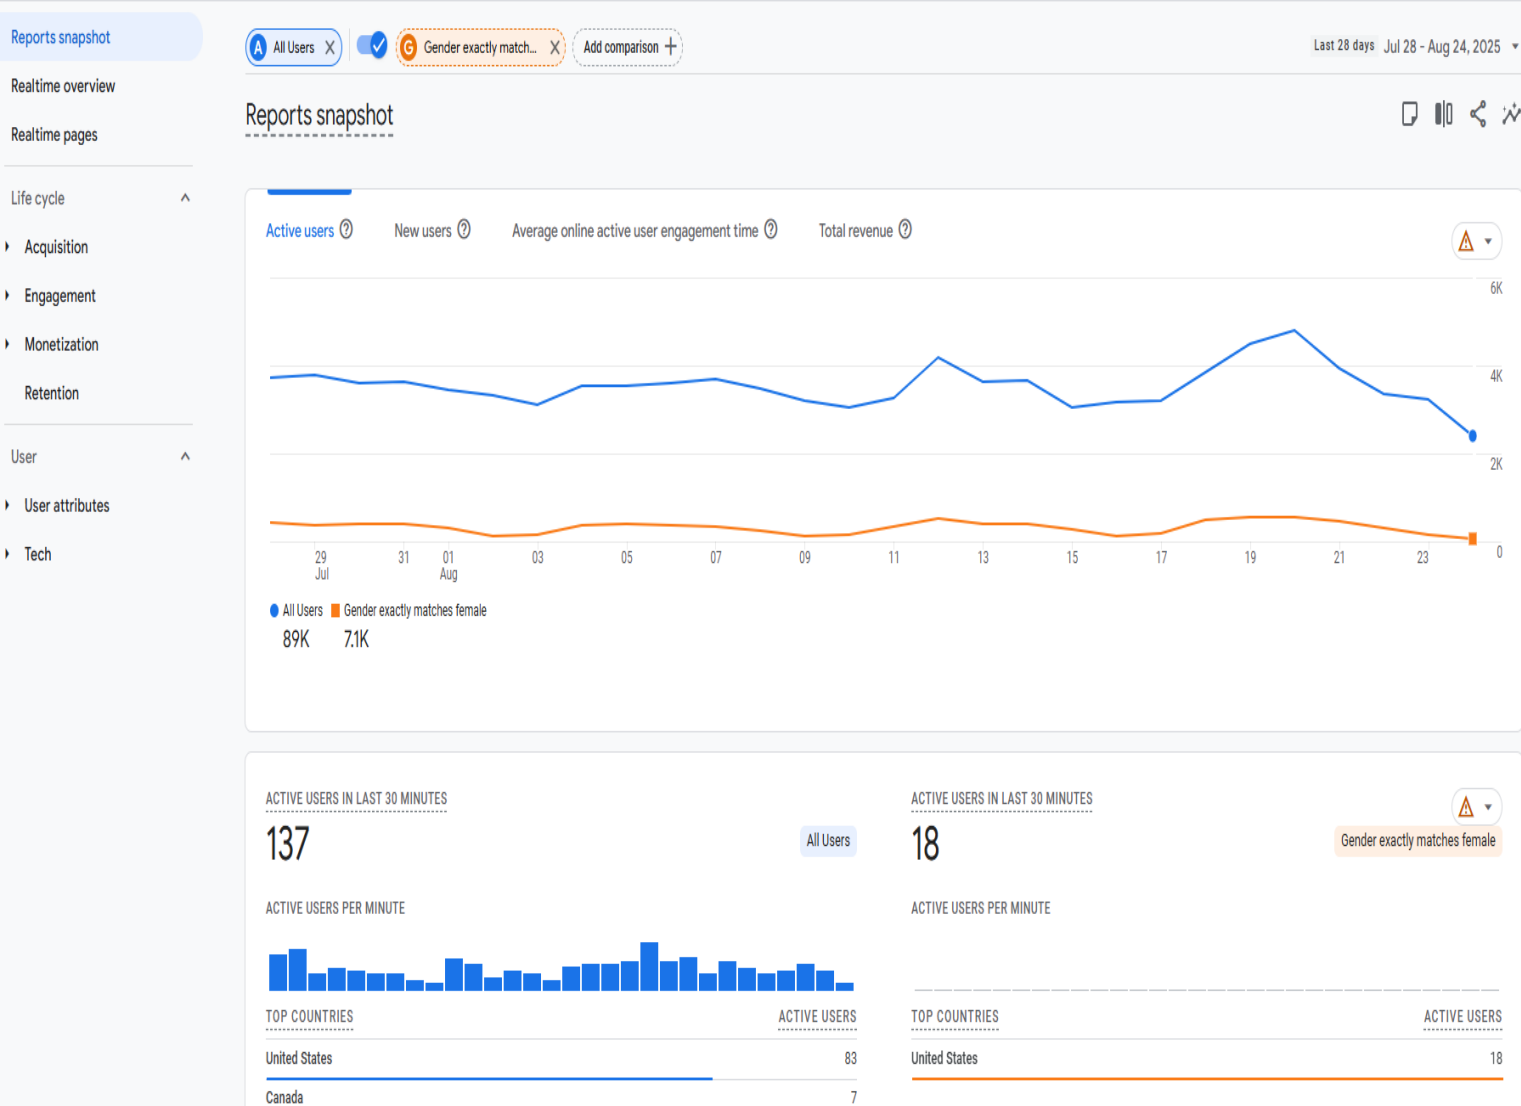 Reports snapshot
Realtime overview
Realtime pages
Life cycle
Acquisition
Engagement
Monetization
Retention
User
User attributes
Tech
A All Users
G Gender exactly match...
Add comparison
Last 28 days Jul 28 - Aug 24, 2025
Reports snapshot
Active users
New users
Average online active user engagement time
Total revenue
6K
4K
2K
0
29 Jul
31
01 Aug
03
05
07
09
11
13
15
17
19
21
23
All Users
89K
Gender exactly matches female
7.1K
ACTIVE USERS IN LAST 30 MINUTES
137
All Users
ACTIVE USERS PER MINUTE
TOP COUNTRIES ACTIVE USERS
United States 83
Canada 7
ACTIVE USERS IN LAST 30 MINUTES
18
Gender exactly matches female
ACTIVE USERS PER MINUTE
TOP COUNTRIES ACTIVE USERS
United States 18